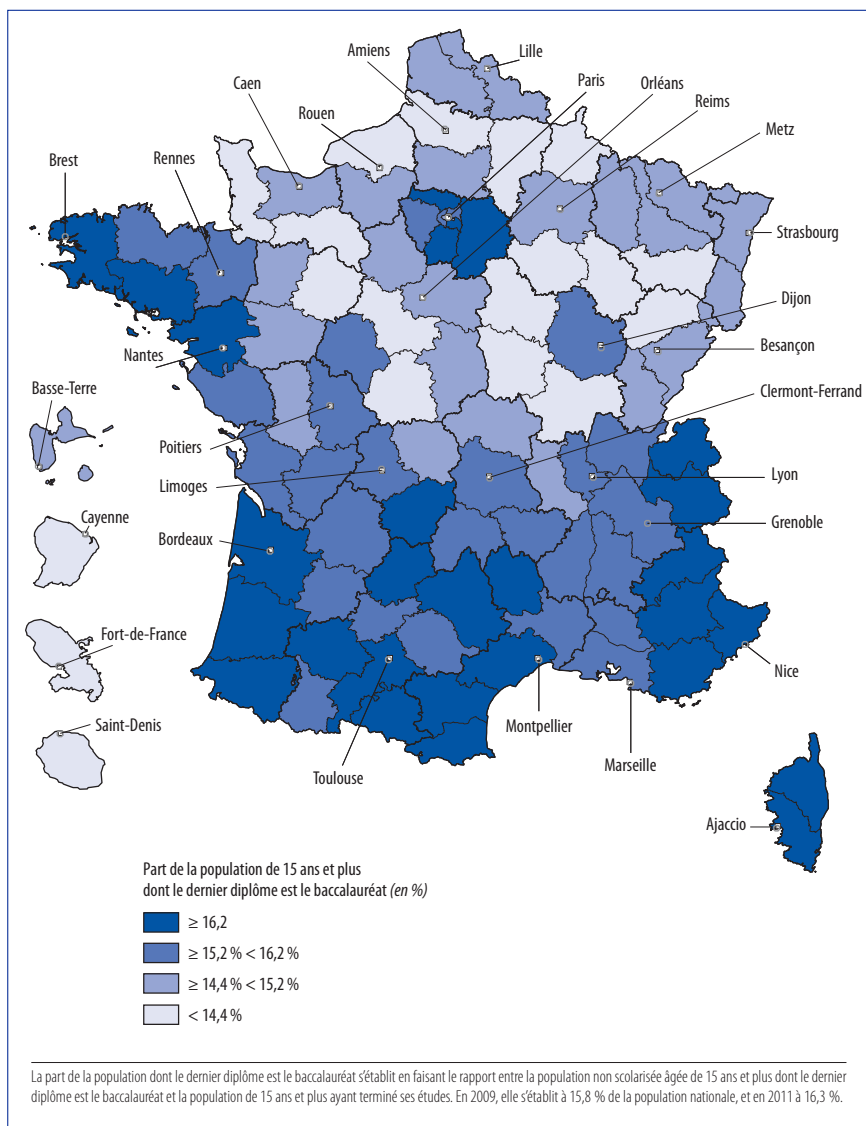 Amiens
Lille
Caen
Paris
Orléans
Rouen
Reims
Brest
Rennes
Metz
Strasbourg
Dijon
Nantes
Besançon
Basse-Terre
Clermont-Ferrand
Poitiers
Limoges
Lyon
Cayenne
Grenoble
Bordeaux
Fort-de-France
Nice
Saint-Denis
Montpellier
Marseille
Toulouse
Ajaccio
Part de la population de 15 ans et plus
dont le dernier diplôme est le baccalauréat (en %)
≥ 16,2
≥ 15,2 % < 16,2 %
≥ 14,4 % < 15,2 %
< 14,4 %
La part de la population dont le dernier diplôme est le baccalauréat s'établit en faisant le rapport entre la population non scolarisée âgée de 15 ans et plus dont le dernier
diplôme est le baccalauréat et la population de 15 ans et plus ayant terminé ses études. En 2009, elle s'établit à 15,8 % de la population nationale, et en 2011 à 16,3 %.